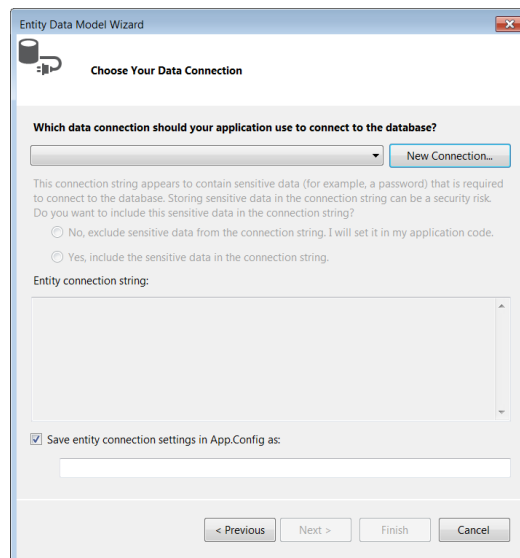 Entity Data Model Wizard
Choose Your Data Connection
Which data connection should your application use to connect to the database?
New Connection...
This connection string appears to contain sensitive data (for example, a password) that is required
to connect to the database. Storing sensitive data in the connection string can be a security risk.
Do you want to include this sensitive data in the connection string?
No, exclude sensitive data from the connection string. I will set it in my application code.
Yes, include the sensitive data in the connection string.
Entity connection string:
Save entity connection settings in App.Config as:
< Previous Next > Finish Cancel